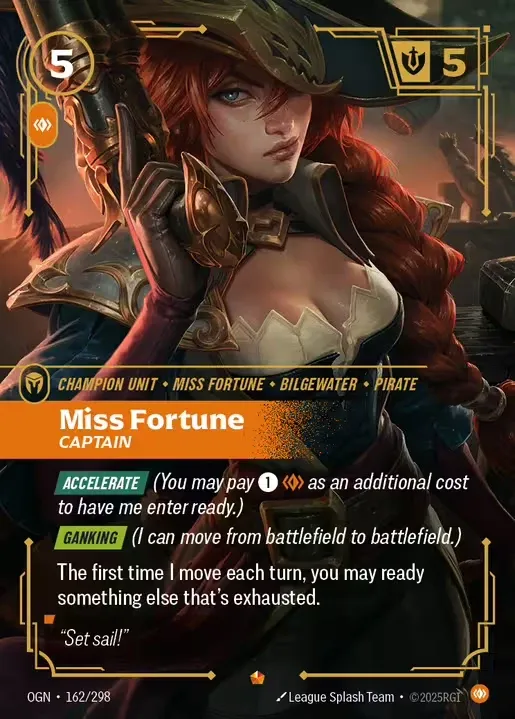 5
5
CHAMPION UNIT • MISS FORTUNE • BILGEWATER • PIRATE
Miss Fortune
CAPTAIN
ACCELERATE (You may pay 1 as an additional cost
to have me enter ready.)
GANKING (I can move from battlefield to battlefield.)
The first time I move each turn, you may ready
something else that's exhausted.
“Set sail!”
OGN • 162/298
League Splash Team • ©2025RGI